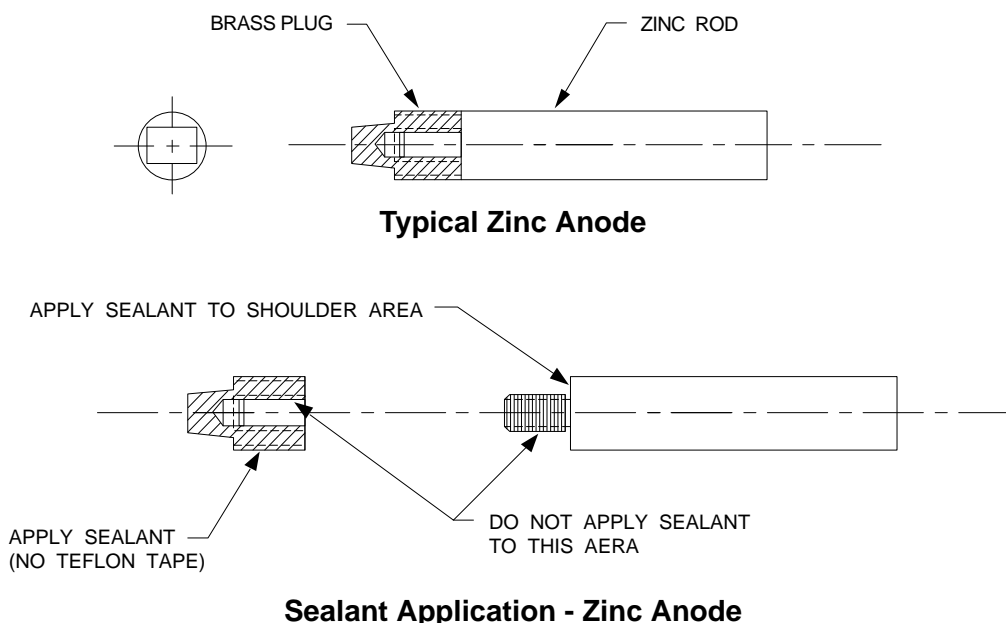 BRASS PLUG
ZINC ROD
Typical Zinc Anode
APPLY SEALANT TO SHOULDER AREA
APPLY SEALANT
(NO TEFLON TAPE)
DO NOT APPLY SEALANT
TO THIS AERA
Sealant Application - Zinc Anode